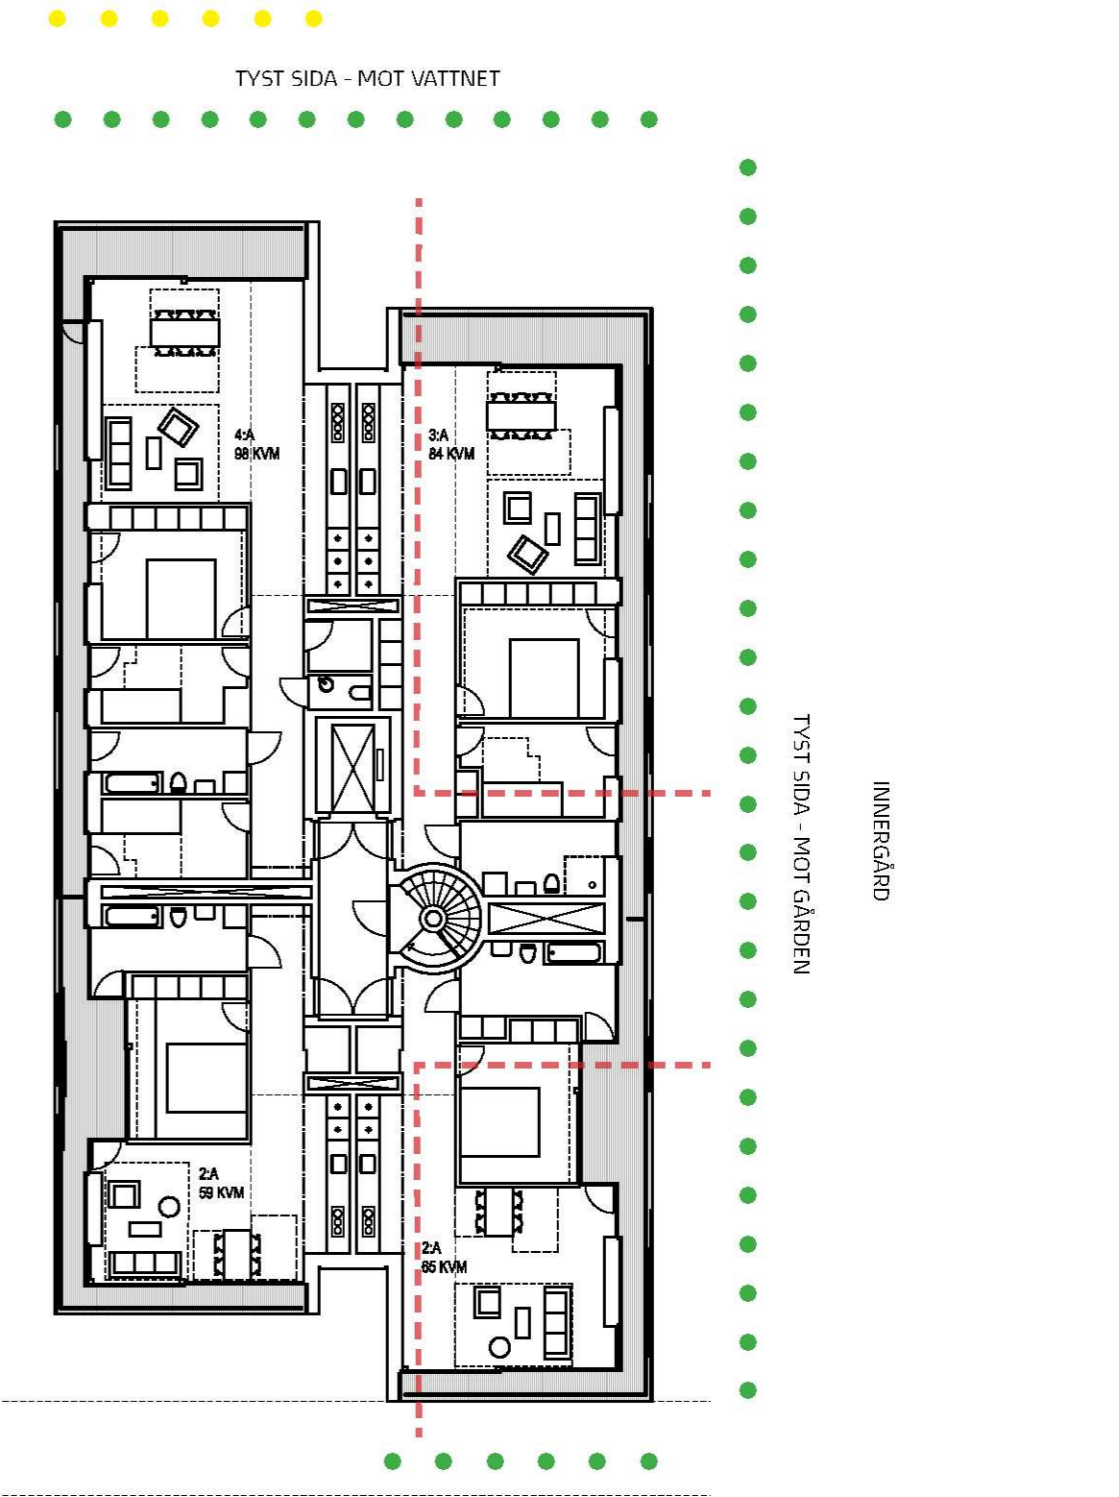 TYST SIDA - MOT VATTNET
4:A
98 KVM
3:A
84 KVM
TYST SIDA - MOT GÅRDEN
INNERGÅRD
2:A
59 KVM
2:A
65 KVM